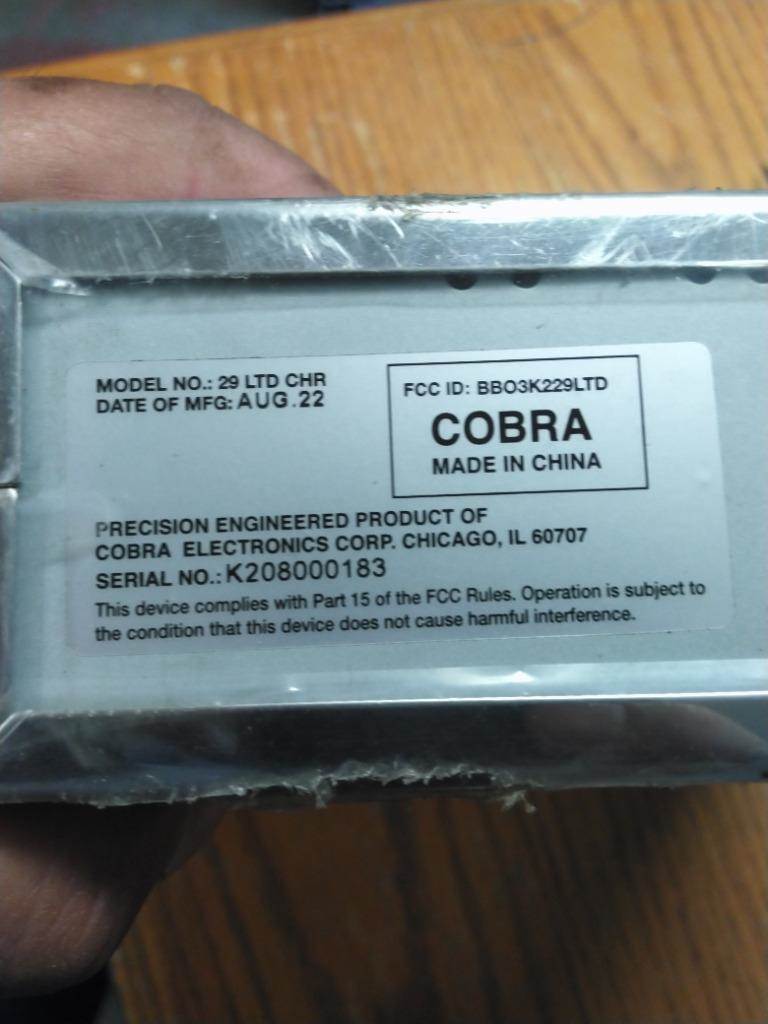 MODEL NO.: 29 LTD CHR
DATE OF MFG: AUG.22
FCC ID: BBO3K229LTD
COBRA
MADE IN CHINA
PRECISION ENGINEERED PRODUCT OF
COBRA ELECTRONICS CORP. CHICAGO, IL 60707
SERIAL NO.: K208000183
This device complies with Part 15 of the FCC Rules. Operation is subject to
the condition that this device does not cause harmful interference.